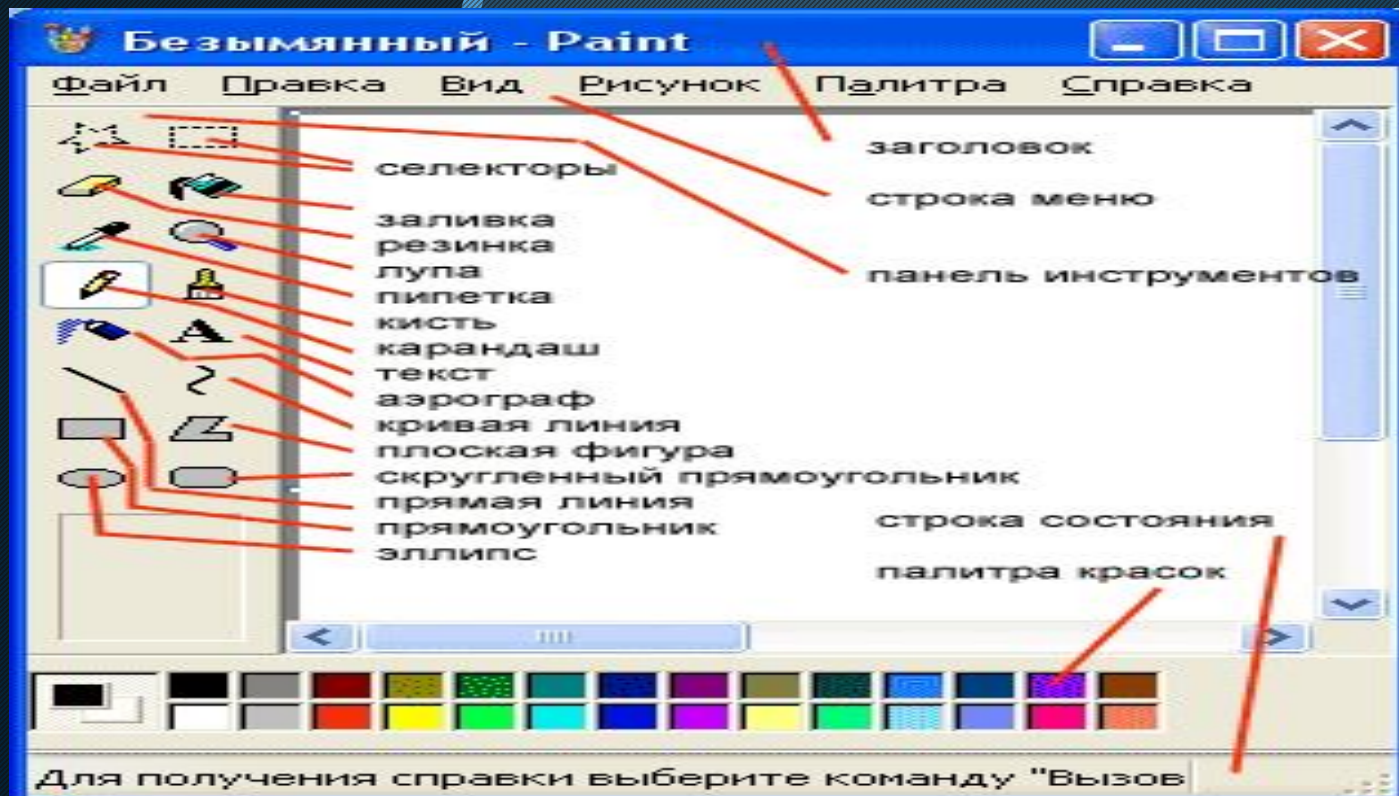 Безымянный - Paint
Файл Правка Вид Рисунок Палитра Справка
заголовок
селекторы
строка меню
заливка
резинка
лупа
панель инструментов
пипетка
кисть
карандаш
A
текст
аэрограф
кривая линия
плоская фигура
скругленный прямоугольник
прямая линия
строка состояния
прямоугольник
эллипс
палитра красок
Для получения справки выберите команду "Вызов